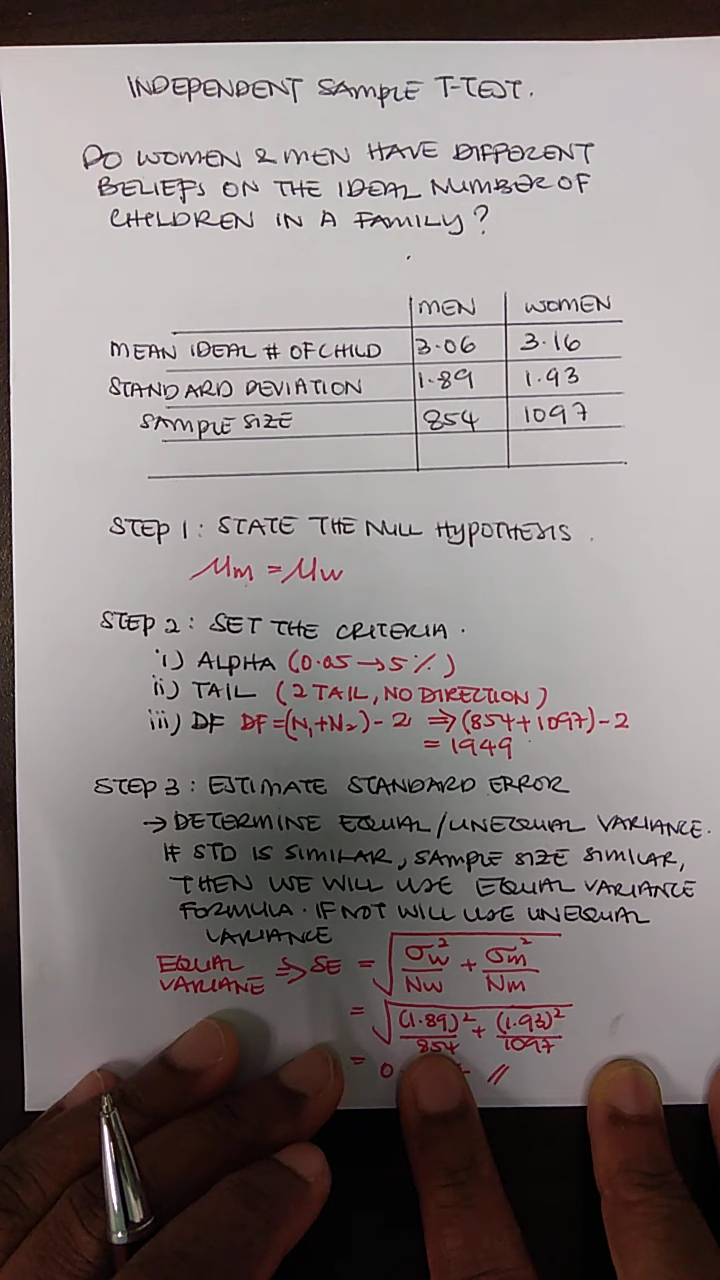 INDEPENDENT SAMPLE T-TEST.
DO WOMEN & MEN HAVE DIFFERENT
BELIEFS ON THE IDEAL NUMBER OF
CHILDREN IN A FAMILY?
MEN WOMEN
MEAN IDEAL # OF CHILD 3.06 3.16
STANDARD DEVIATION 1.89 1.93
SAMPLE SIZE 854 1097
STEP 1: STATE THE NULL HYPOTHESIS.
μm = μw
STEP 2: SET THE CRITERIA.
i) ALPHA (0.05 → 5%)
ii) TAIL (2 TAIL, NO DIRECTION)
iii) DF DF = (N₁+N₂) - 2 ⇒ (854+1097) - 2
= 1949
STEP 3: ESTIMATE STANDARD ERROR
→ DETERMINE EQUAL/UNEQUAL VARIANCE.
IF STD IS SIMILAR, SAMPLE SIZE SIMILAR,
THEN WE WILL USE EQUAL VARIANCE
FORMULA. IF NOT WILL USE UNEQUAL
VARIANCE
EQUAL VARIANE ⇒ SE = √(σw²/Nw + σm²/Nm)
= √((1.89)²/854 + (1.93)²/1097)
= 0